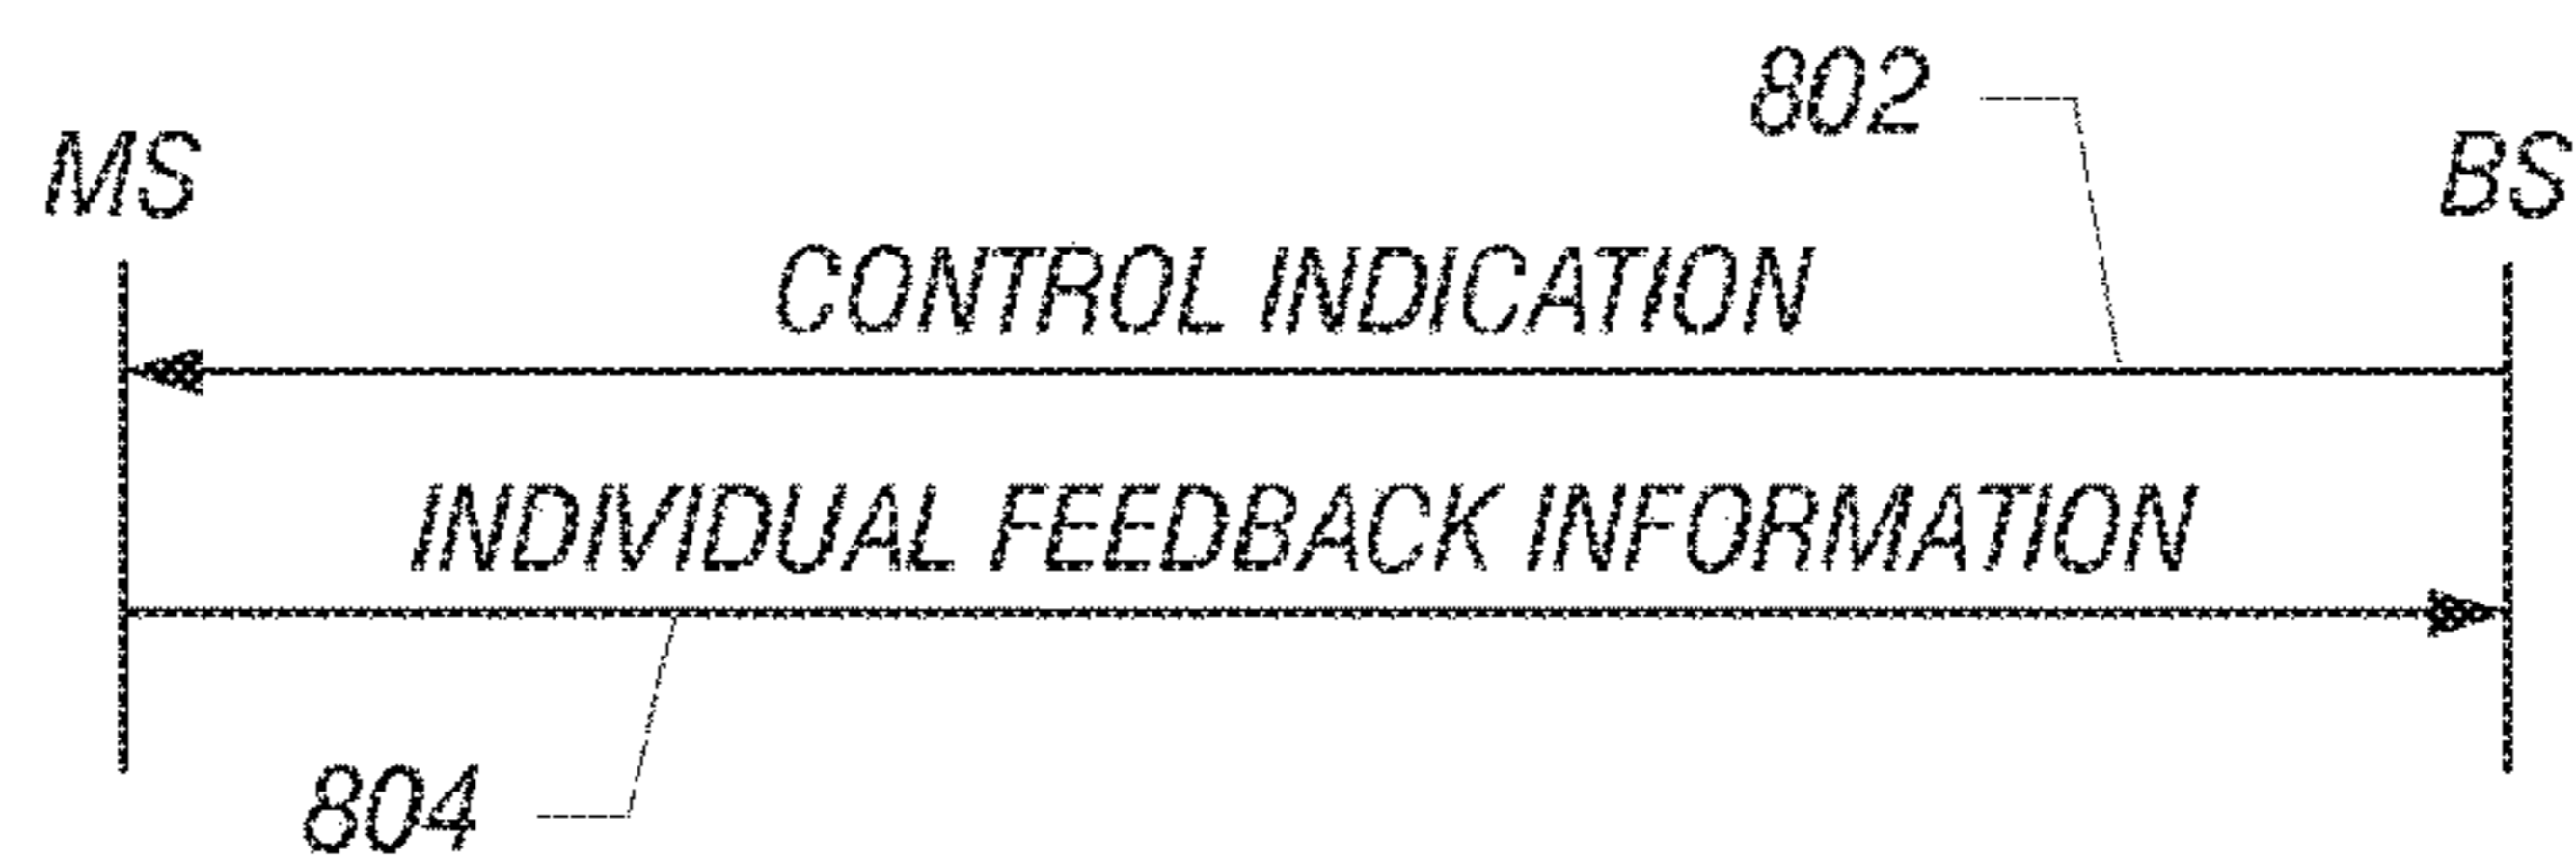 802
MS
BS
CONTROL INDICATION
INDIVIDUAL FEEDBACK INFORMATION
804